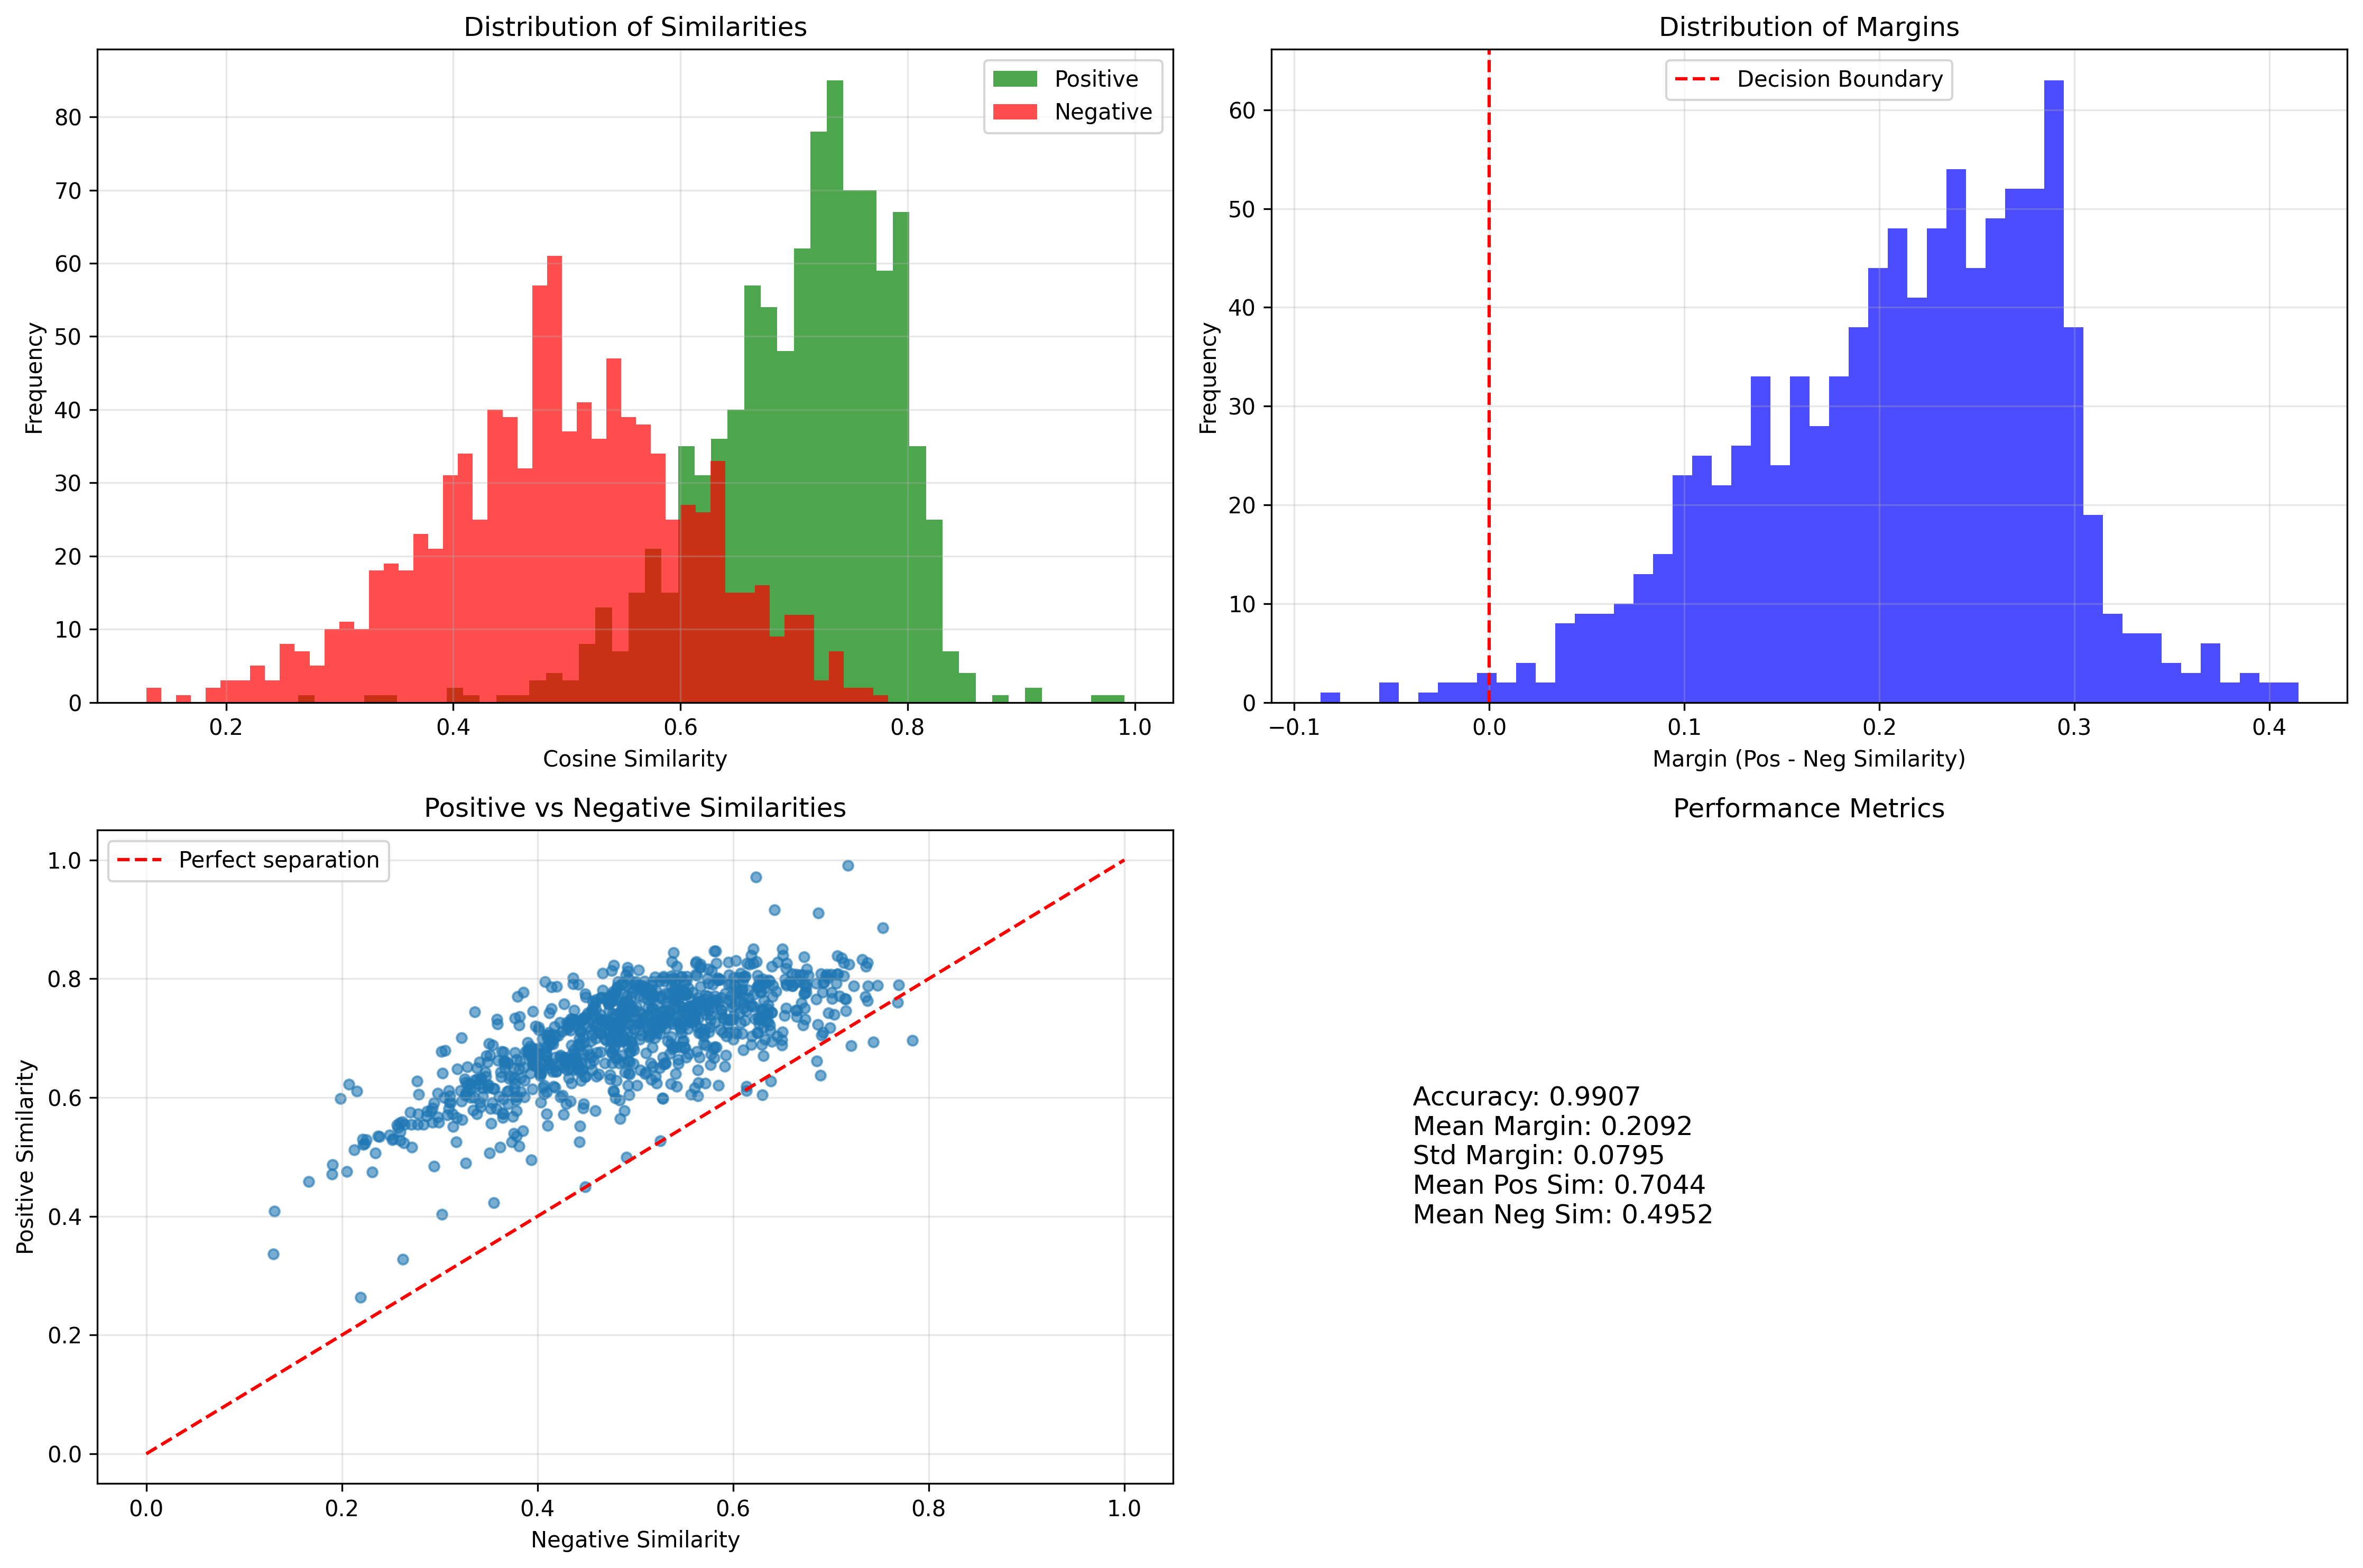 Distribution of Similarities
Positive
Negative
80
70
60
50
40
30
20
10
0
Frequency
0.2
0.4
0.6
0.8
1.0
Cosine Similarity
Distribution of Margins
Decision Boundary
60
50
40
30
20
10
0
Frequency
−0.1
0.0
0.1
0.2
0.3
0.4
Margin (Pos - Neg Similarity)
Positive vs Negative Similarities
Perfect separation
1.0
0.8
0.6
0.4
0.2
0.0
Positive Similarity
0.0
0.2
0.4
0.6
0.8
1.0
Negative Similarity
Performance Metrics
Accuracy: 0.9907
Mean Margin: 0.2092
Std Margin: 0.0795
Mean Pos Sim: 0.7044
Mean Neg Sim: 0.4952